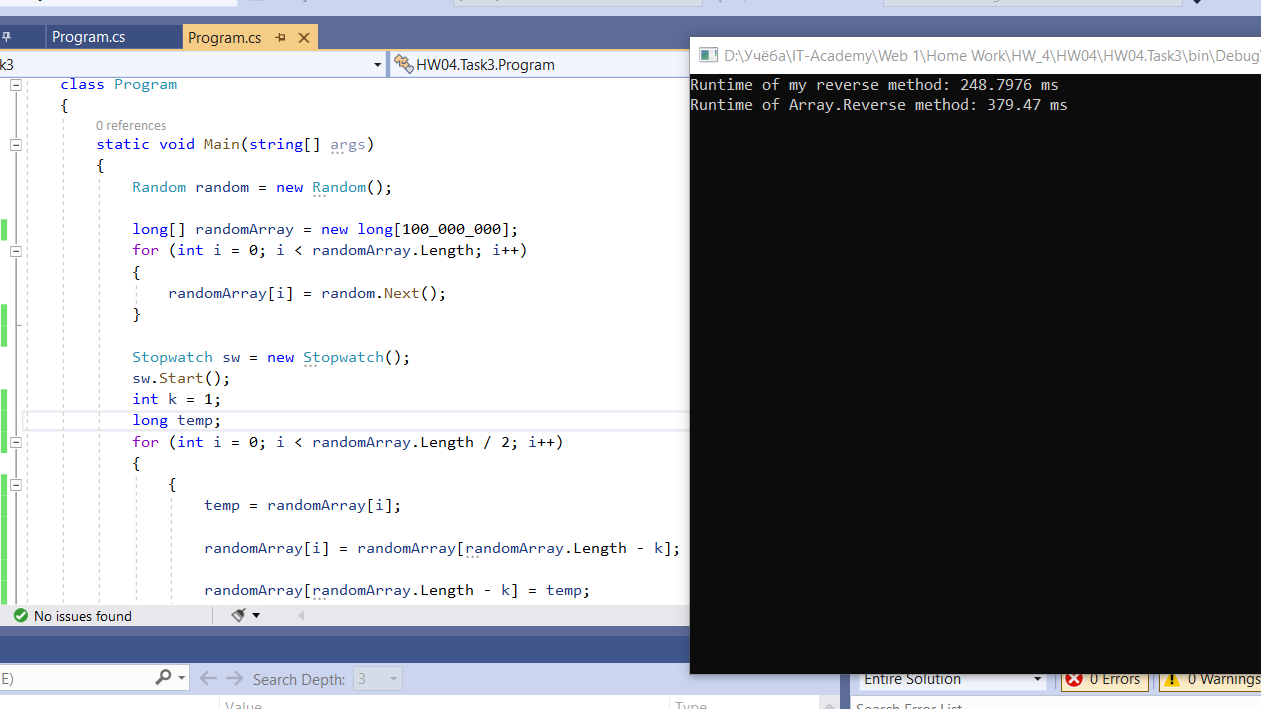 Program.cs
Program.cs
k3
HW04.Task3.Program
class Program
{
0 references
static void Main(string[] args)
{
Random random = new Random();
long[] randomArray = new long[100_000_000];
for (int i = 0; i < randomArray.Length; i++)
{
randomArray[i] = random.Next();
}
Stopwatch sw = new Stopwatch();
sw.Start();
int k = 1;
long temp;
for (int i = 0; i < randomArray.Length / 2; i++)
{
{
temp = randomArray[i];
randomArray[i] = randomArray[randomArray.Length - k];
randomArray[randomArray.Length - k] = temp;
No issues found
E)
Search Depth:
3
Value
Type
D:\Учёба\IT-Academy\Web 1\Home Work\HW_4\HW04\HW04.Task3\bin\Debug\
Runtime of my reverse method: 248.7976 ms
Runtime of Array.Reverse method: 379.47 ms
Entire Solution
0 Errors
0 Warnings
Search Error List